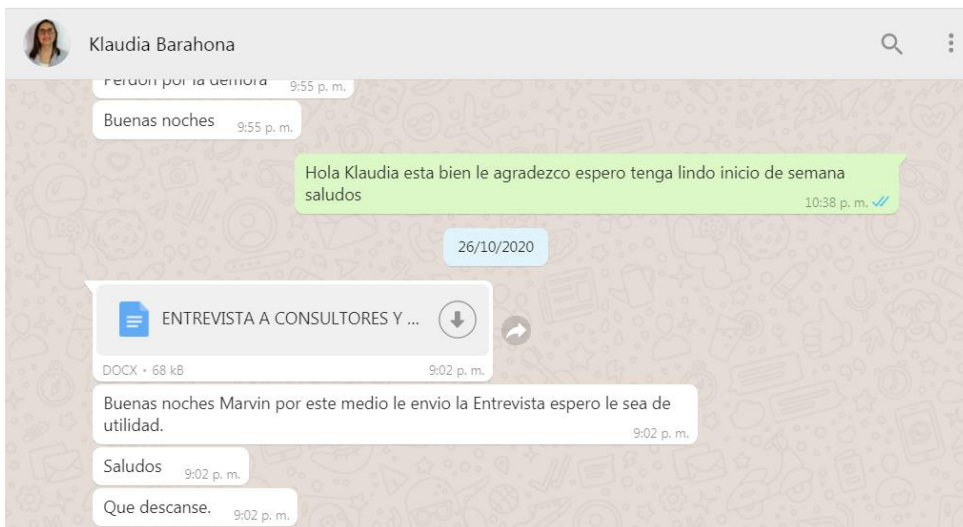 Klaudia Barahona
Perdon por la demora 9:55 p. m.
Buenas noches 9:55 p. m.
Hola Klaudia esta bien le agradezco espero tenga lindo inicio de semana
saludos 10:38 p. m.
26/10/2020
ENTREVISTA A CONSULTORES Y ...
DOCX • 68 kB 9:02 p. m.
Buenas noches Marvin por este medio le envio la Entrevista espero le sea de
utilidad. 9:02 p. m.
Saludos 9:02 p. m.
Que descanse. 9:02 p. m.